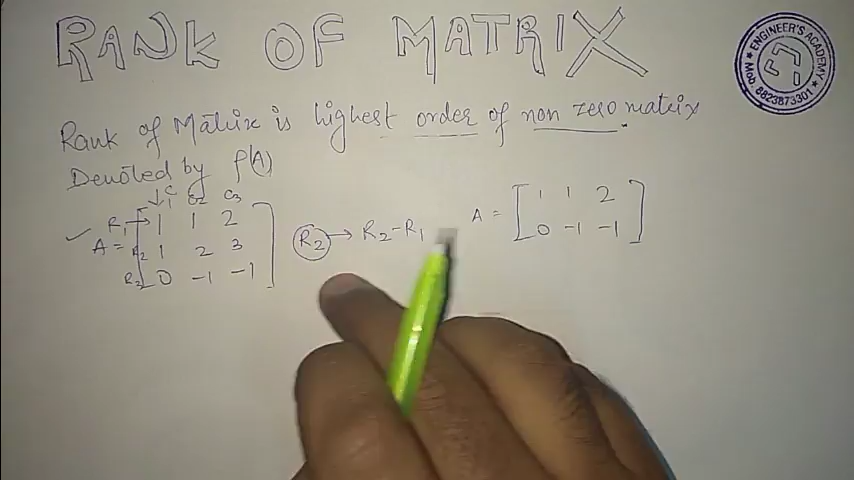 RANK OF MATRIX
ENGINEER'S ACADEMY
Mob. 8823873301
Rank of Matrix is highest order of non zero matrix
Denoted by ρ(A)
C1 C2 C3
R1 → 1 1 2
A = R2 1 2 3
R3 0 -1 -1
R2 → R2-R1
A =
1 1 2
0 -1 -1